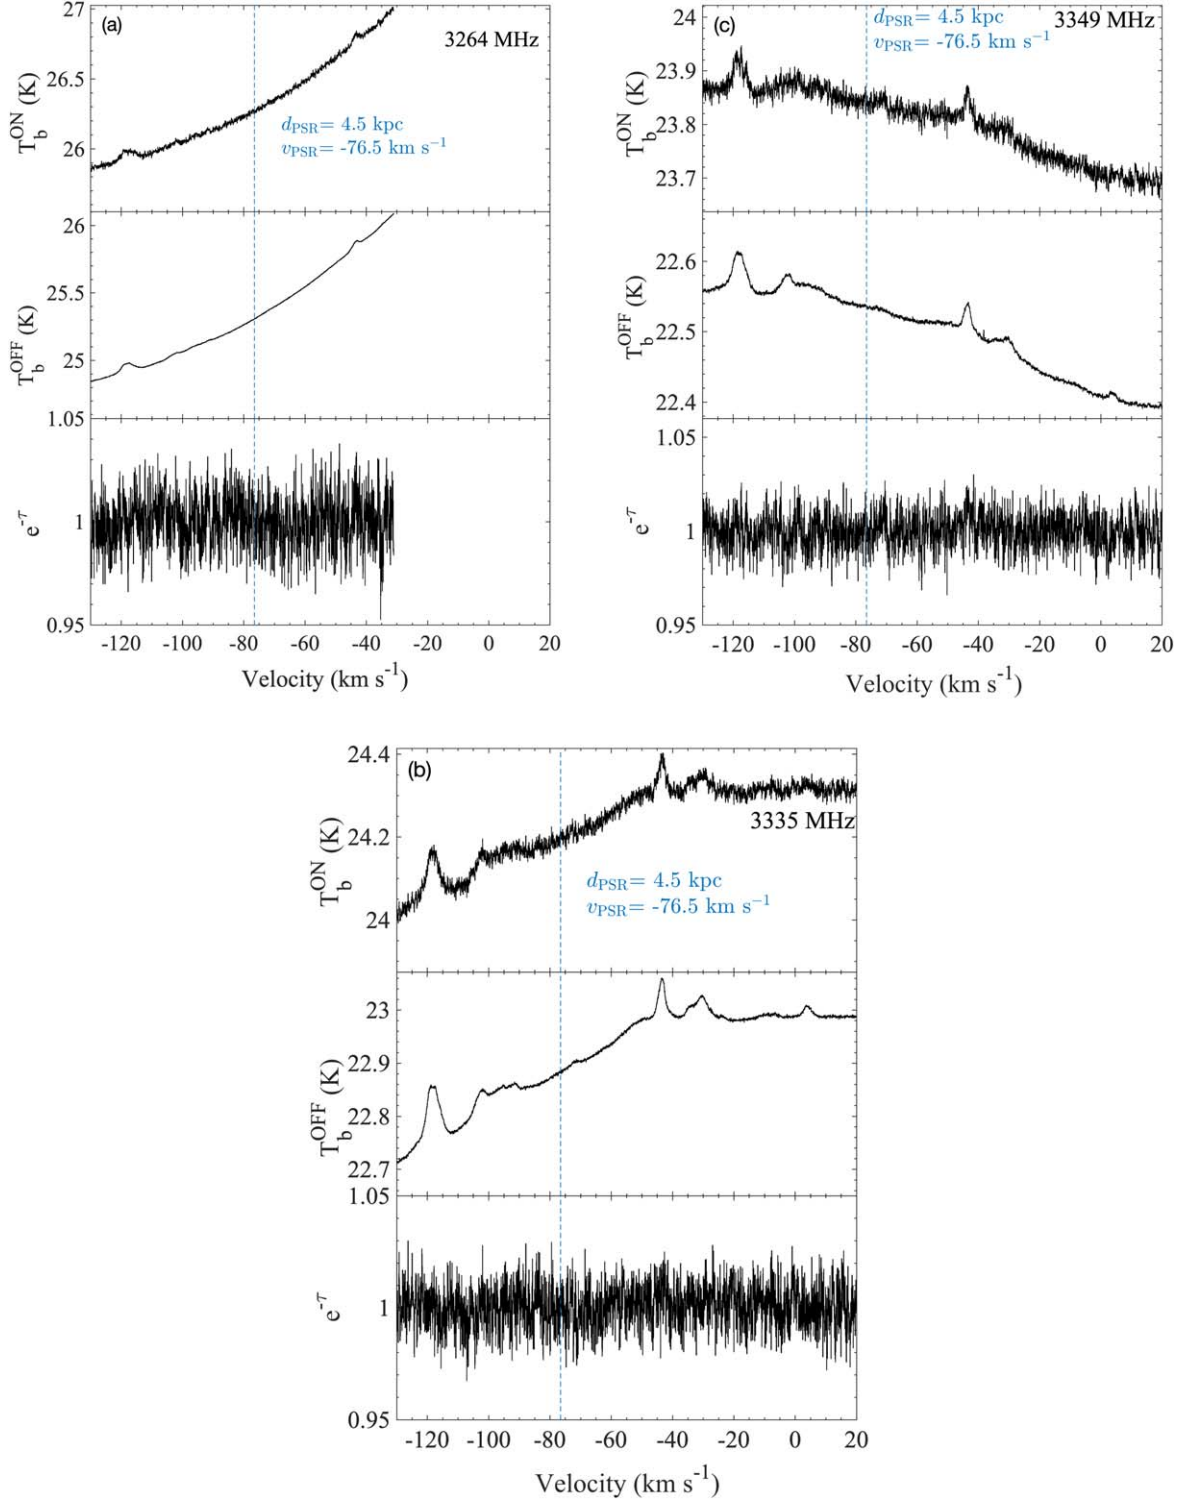 (a)
3264 MHz
d_PSR= 4.5 kpc
v_PSR= -76.5 km s⁻¹
T_b^ON (K)
27
26.5
26
T_b^OFF (K)
26
25.5
25
e^-τ
1.05
1
0.95
-120 -100 -80 -60 -40 -20 0 20
Velocity (km s⁻¹)
(c)
3349 MHz
d_PSR= 4.5 kpc
v_PSR= -76.5 km s⁻¹
T_b^ON (K)
24
23.9
23.8
23.7
T_b^OFF (K)
22.6
22.5
22.4
e^-τ
1.05
1
0.95
-120 -100 -80 -60 -40 -20 0 20
Velocity (km s⁻¹)
(b)
3335 MHz
d_PSR= 4.5 kpc
v_PSR= -76.5 km s⁻¹
T_b^ON (K)
24.4
24.2
24
T_b^OFF (K)
23
22.9
22.8
22.7
e^-τ
1.05
1
0.95
-120 -100 -80 -60 -40 -20 0 20
Velocity (km s⁻¹)